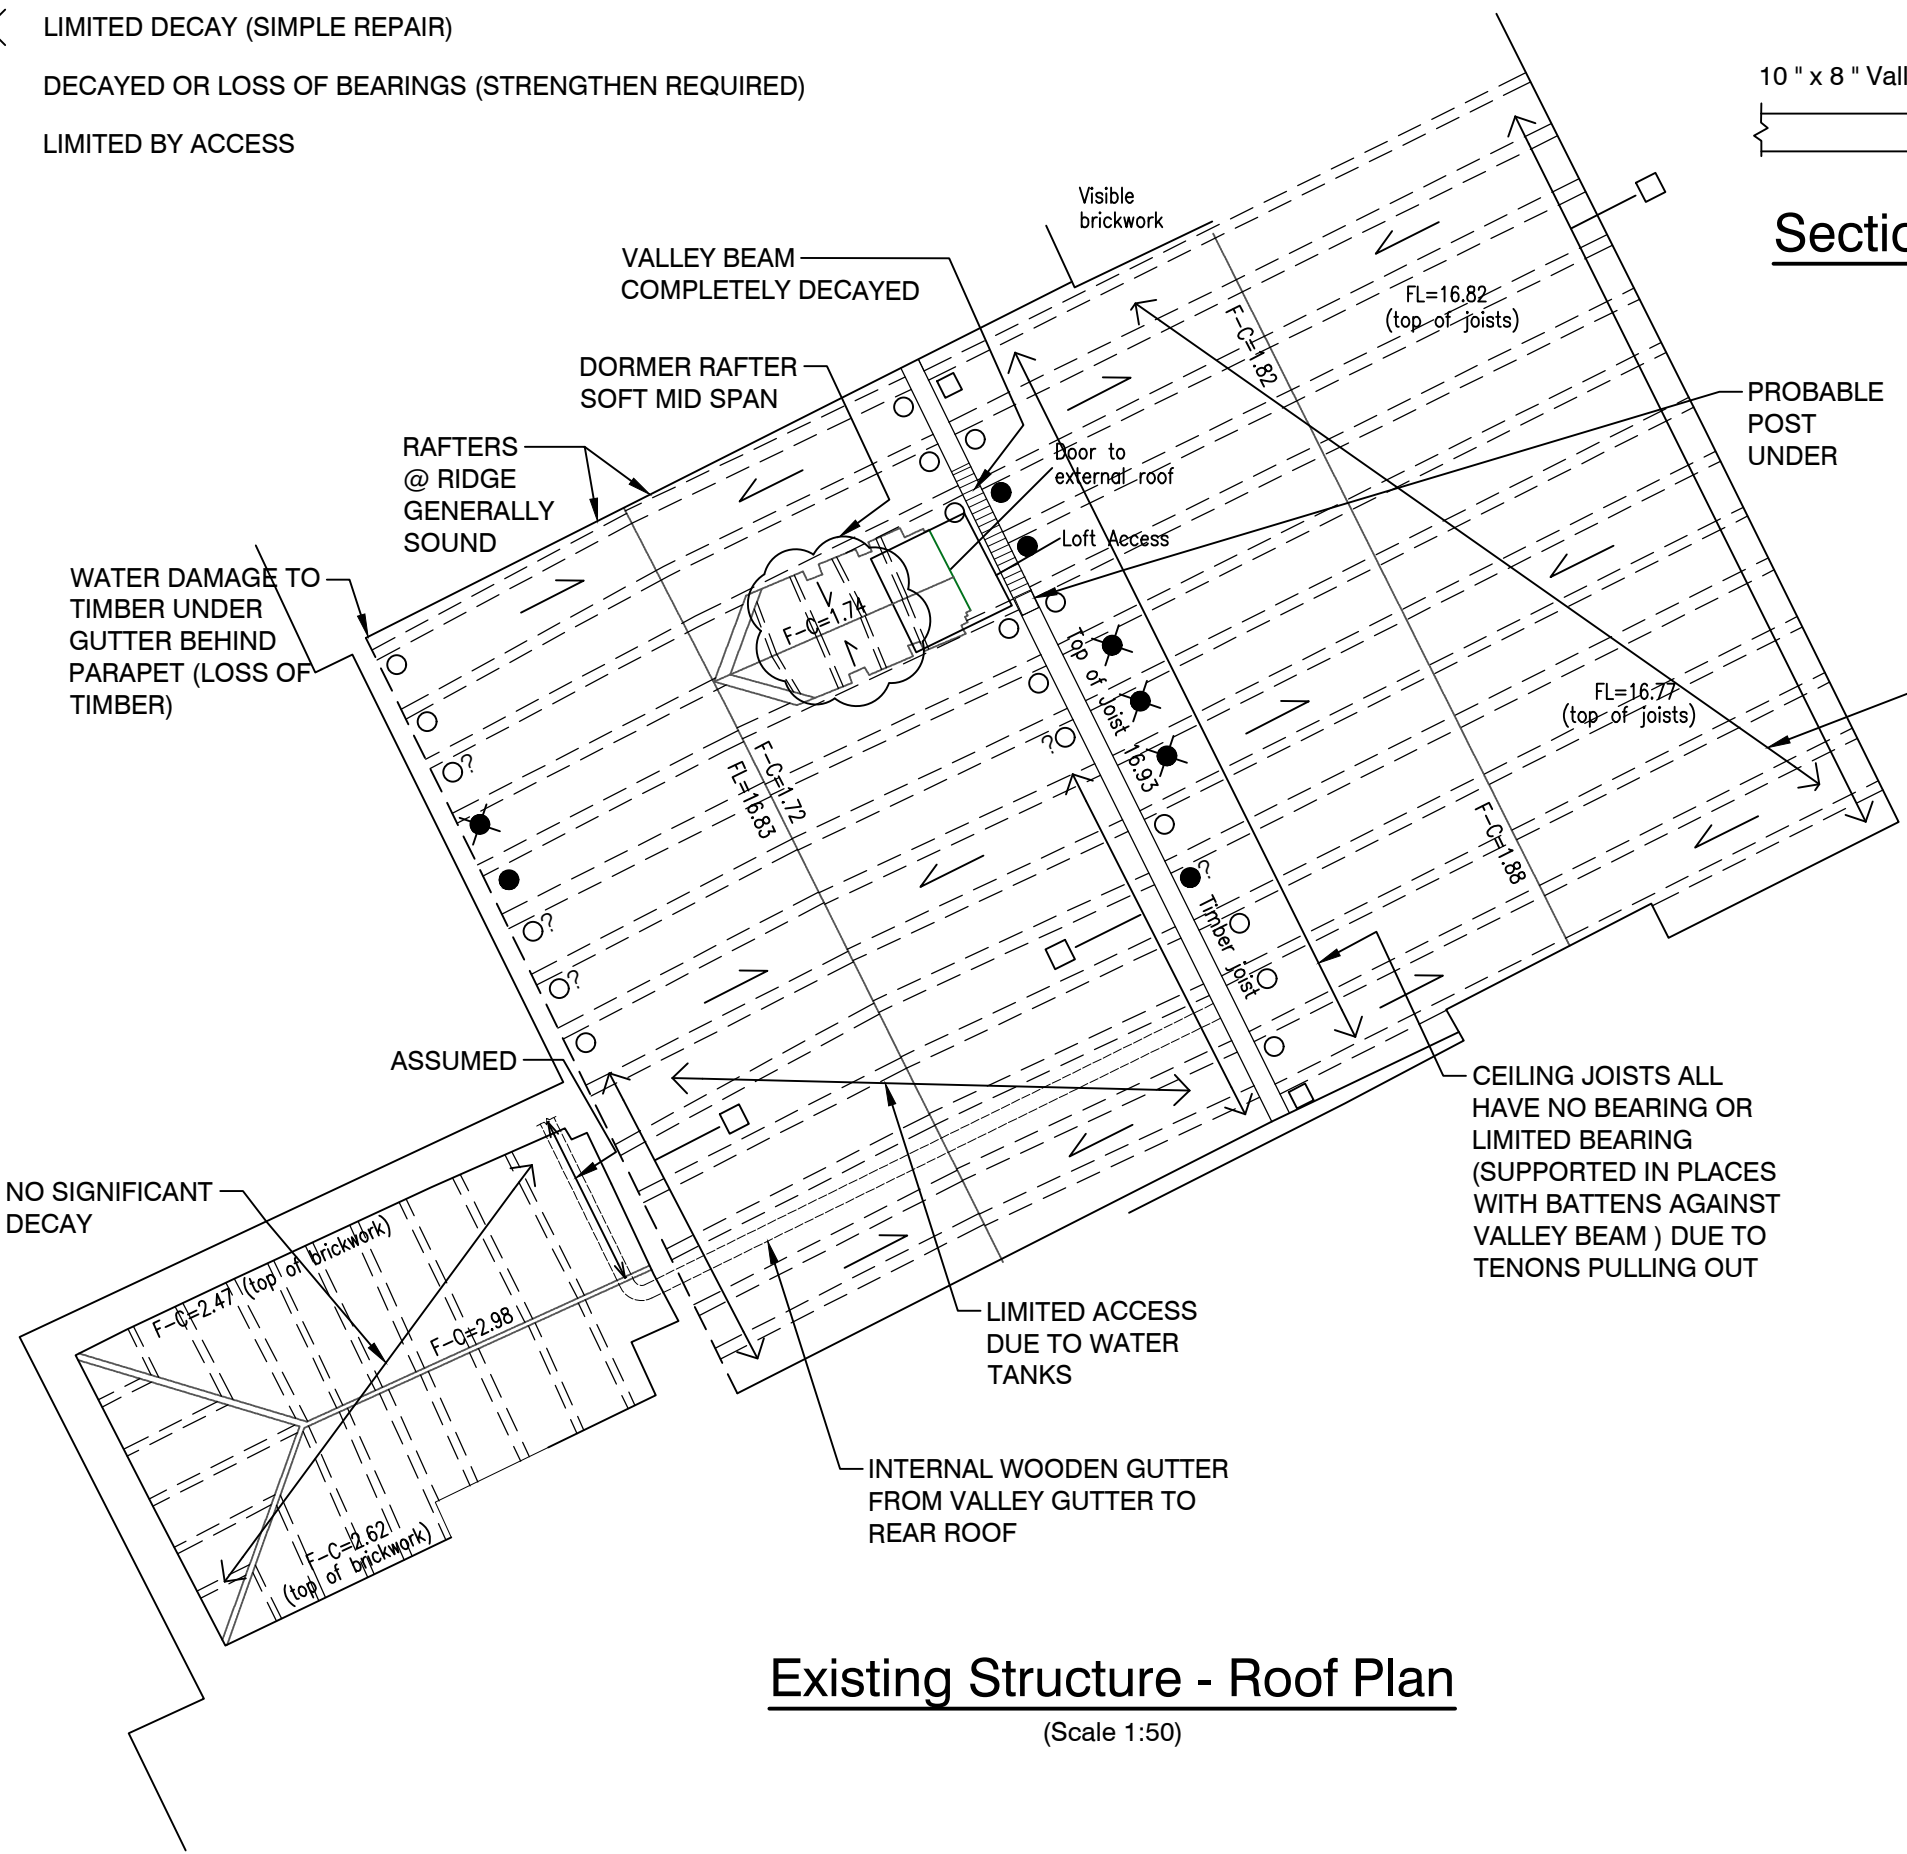 LIMITED DECAY (SIMPLE REPAIR)
DECAYED OR LOSS OF BEARINGS (STRENGTHEN REQUIRED)
LIMITED BY ACCESS
10 " x 8 " Vall
Sectio
Visible
brickwork
VALLEY BEAM
COMPLETELY DECAYED
FL=16.82
(top of joists)
F-C=1.82
DORMER RAFTER
SOFT MID SPAN
PROBABLE
POST
UNDER
RAFTERS
@ RIDGE
GENERALLY
SOUND
Door to
external roof
Loft Access
WATER DAMAGE TO
TIMBER UNDER
GUTTER BEHIND
PARAPET (LOSS OF
TIMBER)
F-C=1.74
Top of Joist 16.93
FL=16.77
(top of joists)
?
?
F-C=1.72
FL=16.83
F-C=1.88
?
Timber joist
?
?
ASSUMED
CEILING JOISTS ALL
HAVE NO BEARING OR
LIMITED BEARING
(SUPPORTED IN PLACES
WITH BATTENS AGAINST
VALLEY BEAM ) DUE TO
TENONS PULLING OUT
NO SIGNIFICANT
DECAY
F-C=2.47 (top of brickwork)
F-C=2.98
LIMITED ACCESS
DUE TO WATER
TANKS
INTERNAL WOODEN GUTTER
FROM VALLEY GUTTER TO
REAR ROOF
F-C=2.62
(top of brickwork)
Existing Structure - Roof Plan
(Scale 1:50)